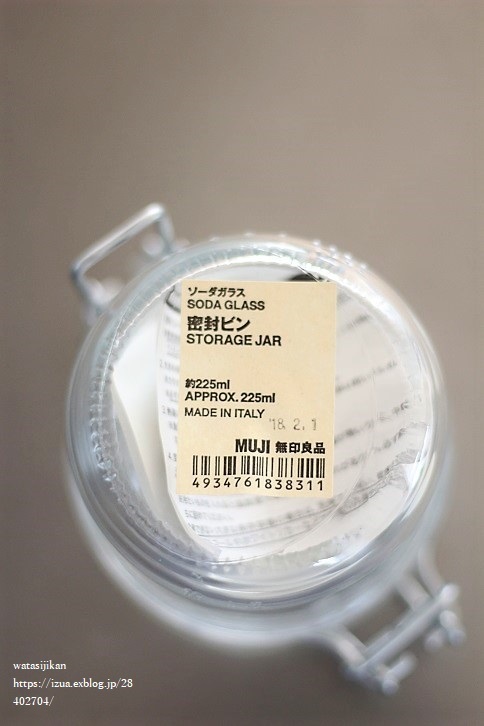 ソーダガラス
SODA GLASS
密封ビン
STORAGE JAR
約225ml
APPROX. 225ml
MADE IN ITALY
'18. 2. 1
MUJI 無印良品
4934761838311
watasijikan
https://izua.exblog.jp/28
402704/